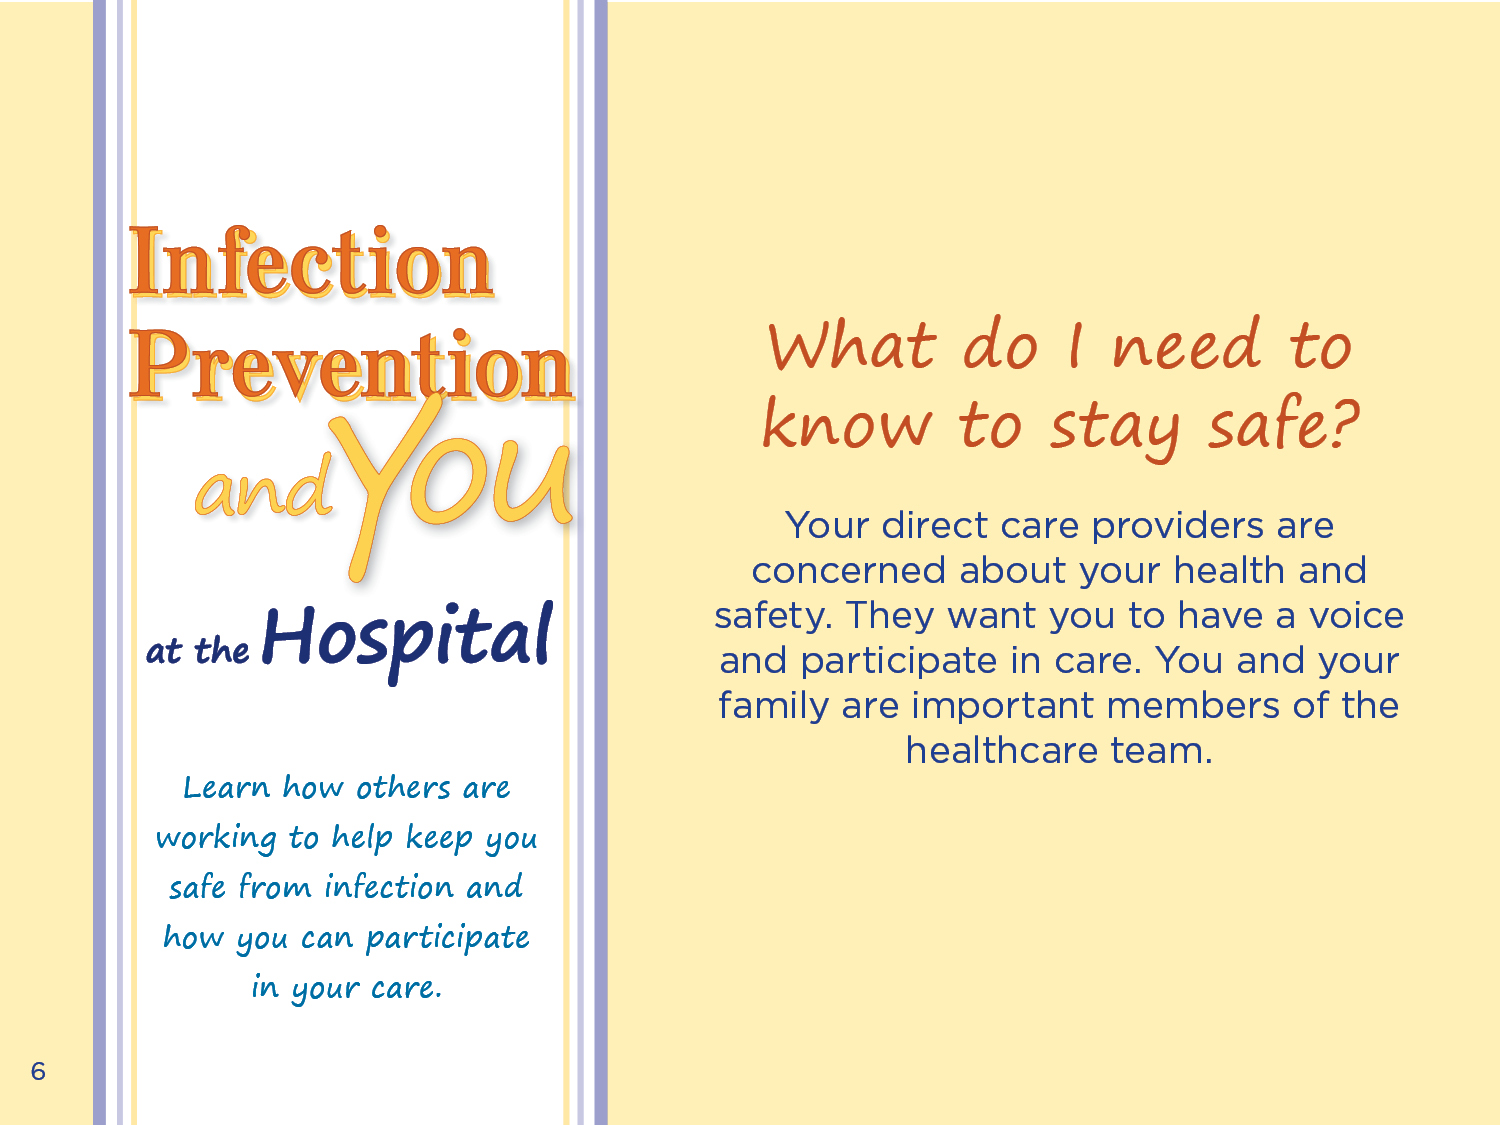 Infection
Prevention
and You
at the Hospital
Learn how others are
working to help keep you
safe from infection and
how you can participate
in your care.
6
What do I need to
know to stay safe?
Your direct care providers are
concerned about your health and
safety. They want you to have a voice
and participate in care. You and your
family are important members of the
healthcare team.